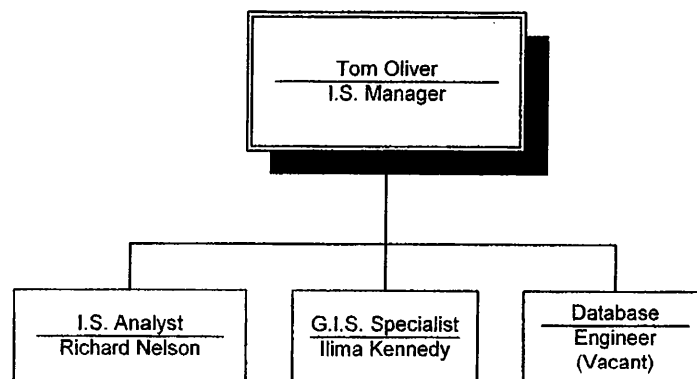 Tom Oliver
I.S. Manager
I.S. Analyst
Richard Nelson
G.I.S. Specialist
Ilima Kennedy
Database
Engineer
(Vacant)